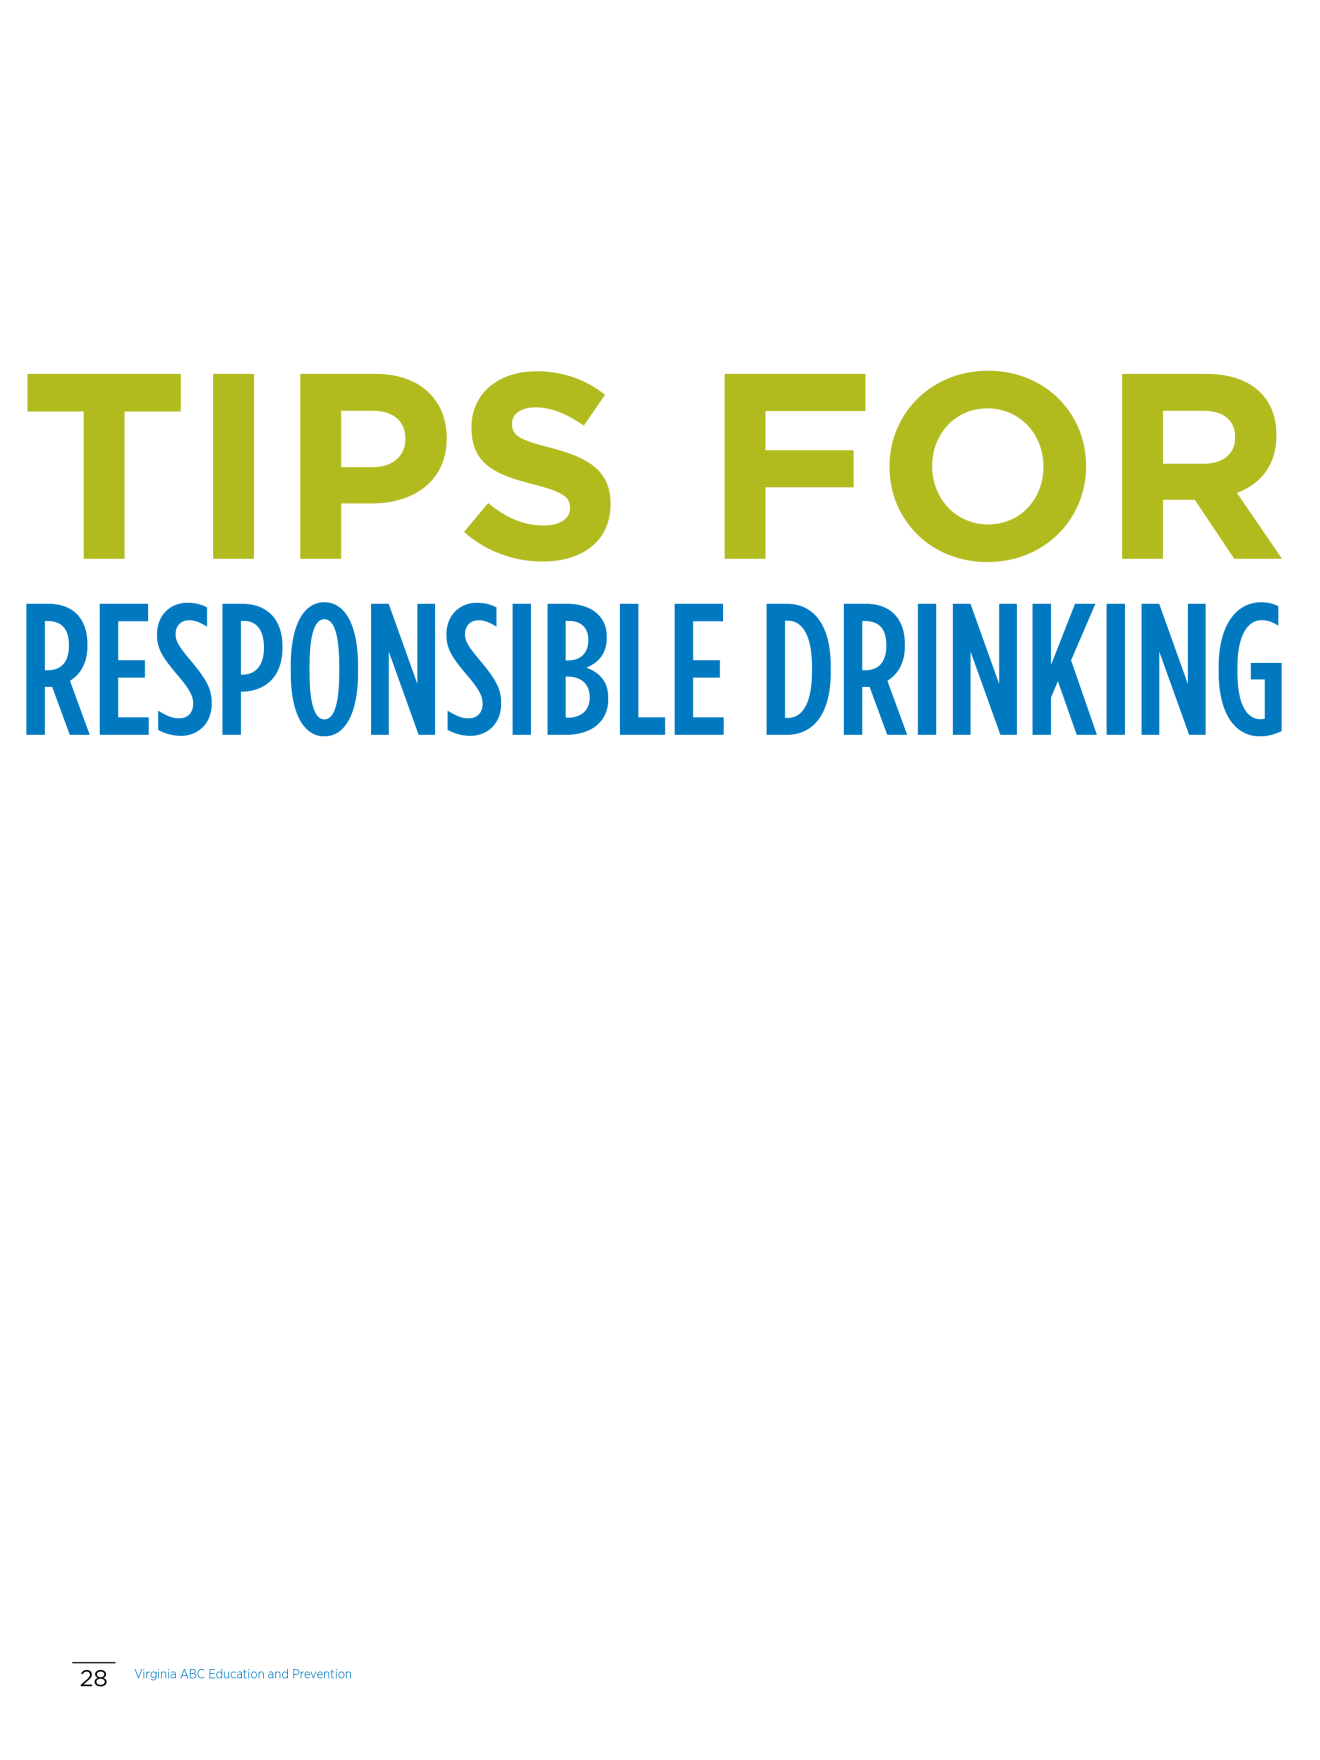 TIPS FOR
RESPONSIBLE DRINKING
28 Virginia ABC Education and Prevention